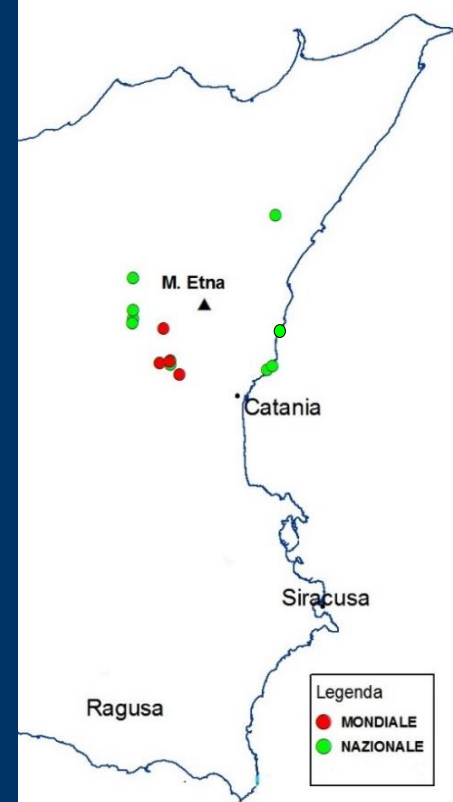 M. Etna
Catania
Siracusa
Ragusa
Legenda
MONDIALE
NAZIONALE